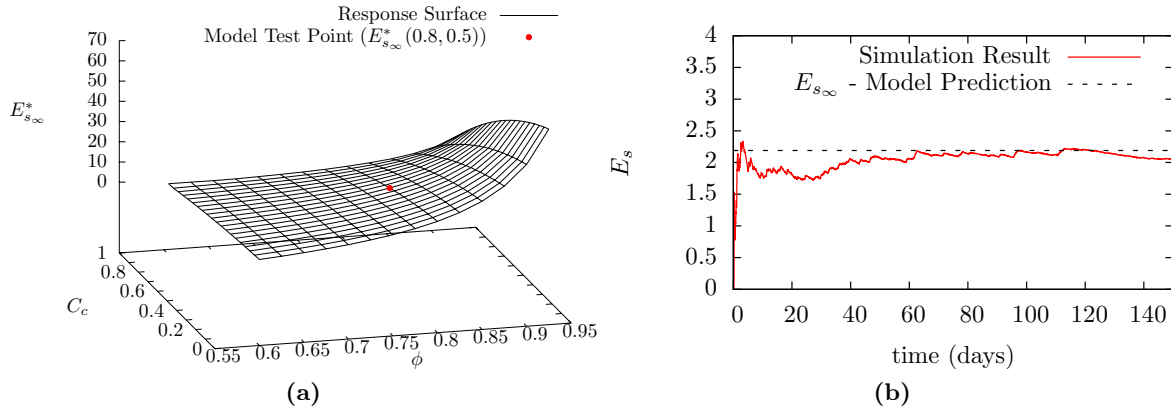 Response Surface
Model Test Point (E*s∞(0.8, 0.5))
70
60
50
40
30
20
10
0
E*s∞
1
0.8
0.6
0.4
0.2
0
Cc
0.55
0.6
0.65
0.7
0.75
0.8
0.85
0.9
0.95
ϕ
(a)
4
3.5
3
2.5
2
1.5
1
0.5
0
Es
Simulation Result
Es∞ - Model Prediction
0 20 40 60 80 100 120 140
time (days)
(b)